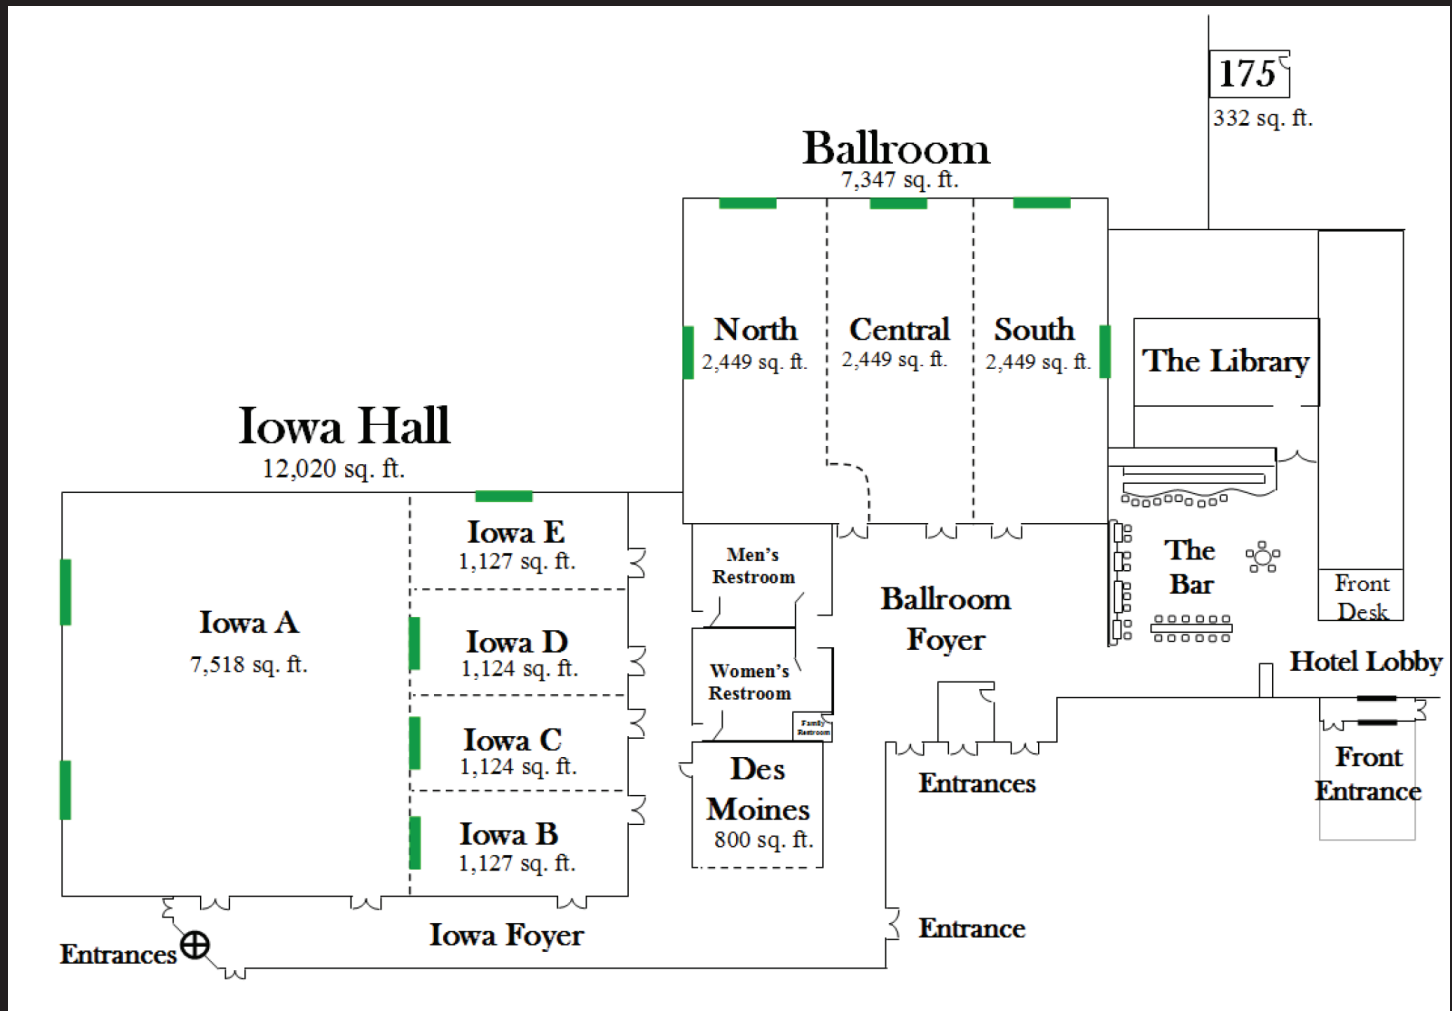 175
332 sq. ft.
Ballroom
7,347 sq. ft.
North
2,449 sq. ft.
Central
2,449 sq. ft.
South
2,449 sq. ft.
The Library
Iowa Hall
12,020 sq. ft.
Iowa A
7,518 sq. ft.
Iowa E
1,127 sq. ft.
Iowa D
1,124 sq. ft.
Iowa C
1,124 sq. ft.
Iowa B
1,127 sq. ft.
Men's
Restroom
Women's
Restroom
Family
Restroom
Des
Moines
800 sq. ft.
Ballroom
Foyer
The
Bar
Front
Desk
Hotel Lobby
Front
Entrance
Entrances
Entrance
Iowa Foyer
Entrances